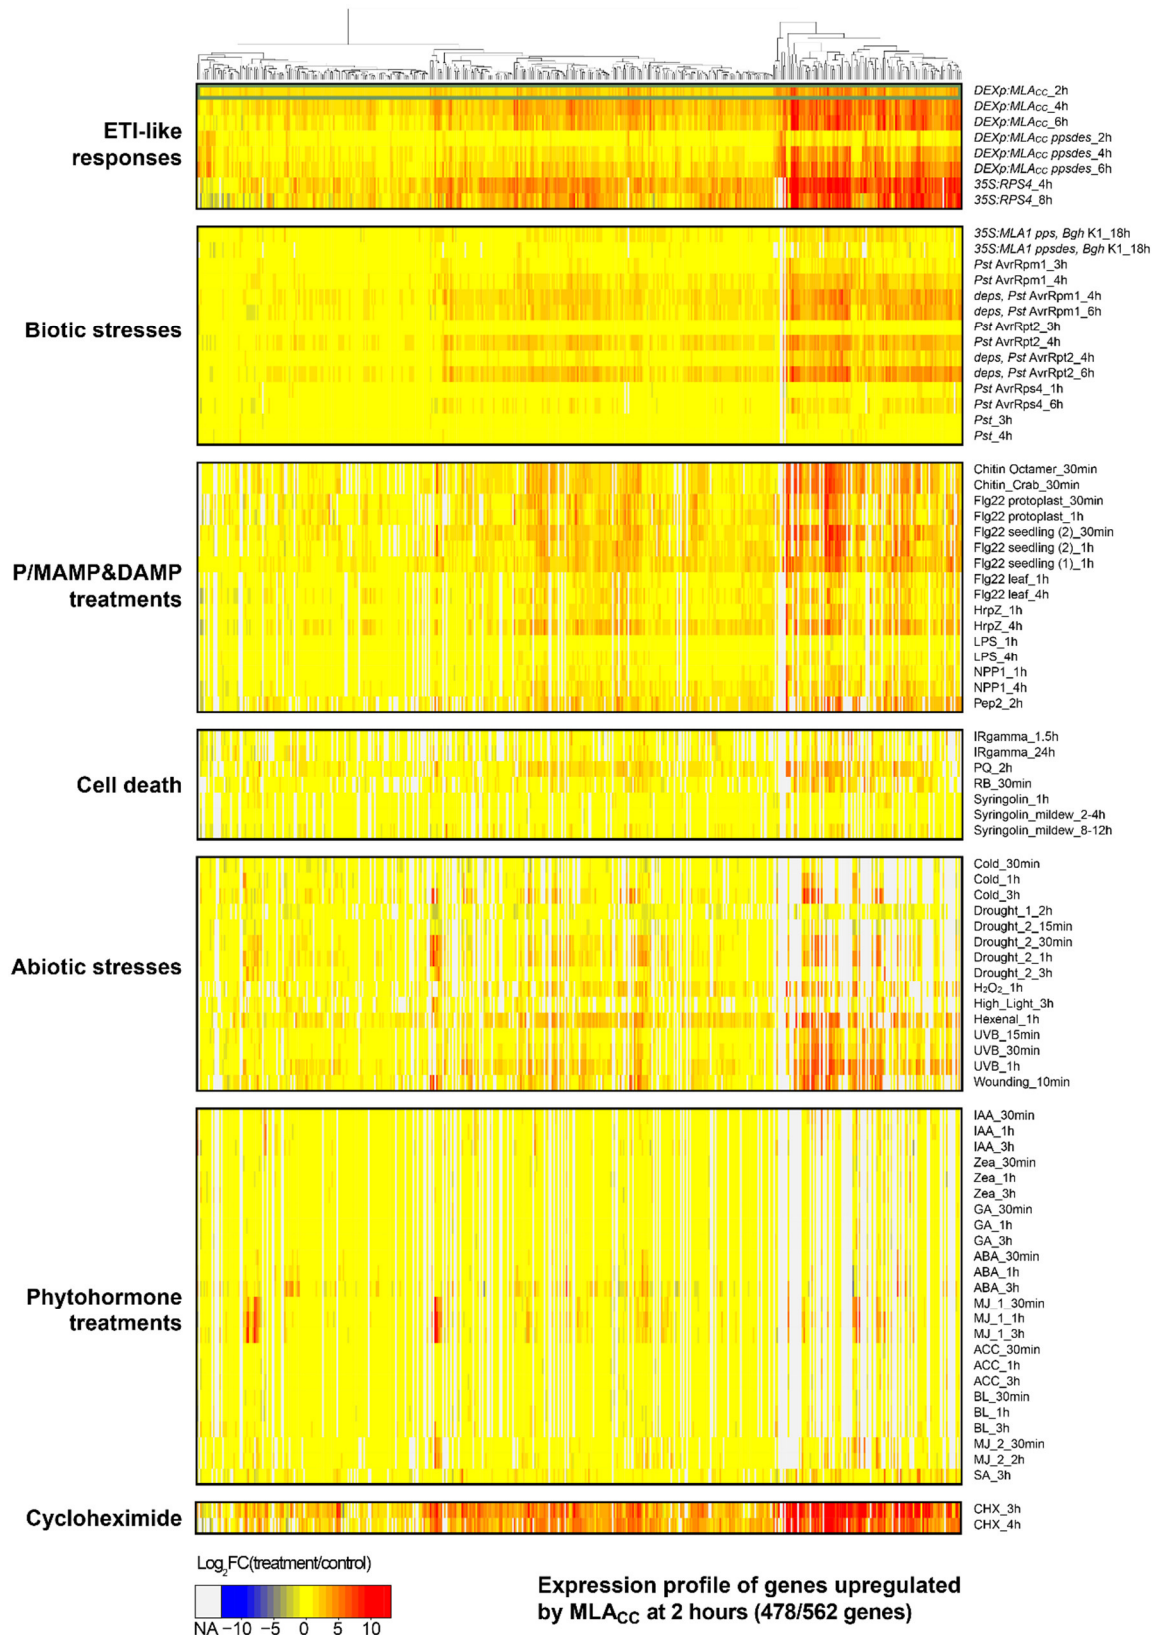 ETI-like
responses
DEXp:MLACC_2h
DEXp:MLACC_4h
DEXp:MLACC_6h
DEXp:MLACC ppsdes_2h
DEXp:MLACC ppsdes_4h
DEXp:MLACC ppsdes_6h
35S:RPS4_4h
35S:RPS4_8h
Biotic stresses
35S:MLA1 pps, Bgh K1_18h
35S:MLA1 ppsdes, Bgh K1_18h
Pst AvrRpm1_3h
Pst AvrRpm1_4h
deps, Pst AvrRpm1_4h
deps, Pst AvrRpm1_6h
Pst AvrRpt2_3h
Pst AvrRpt2_4h
deps, Pst AvrRpt2_4h
deps, Pst AvrRpt2_6h
Pst AvrRps4_1h
Pst AvrRps4_6h
Pst_3h
Pst_4h
P/MAMP&DAMP
treatments
Chitin Octamer_30min
Chitin_Crab_30min
Flg22 protoplast_30min
Flg22 protoplast_1h
Flg22 seedling (2)_30min
Flg22 seedling (2)_1h
Flg22 seedling (1)_1h
Flg22 leaf_1h
Flg22 leaf_4h
HrpZ_1h
HrpZ_4h
LPS_1h
LPS_4h
NPP1_1h
NPP1_4h
Pep2_2h
Cell death
IRgamma_1.5h
IRgamma_24h
PQ_2h
RB_30min
Syringolin_1h
Syringolin_mildew_2-4h
Syringolin_mildew_8-12h
Abiotic stresses
Cold_30min
Cold_1h
Cold_3h
Drought_1_2h
Drought_2_15min
Drought_2_30min
Drought_2_1h
Drought_2_3h
H₂O₂_1h
High_Light_3h
Hexenal_1h
UVB_15min
UVB_30min
UVB_1h
Wounding_10min
Phytohormone
treatments
IAA_30min
IAA_1h
IAA_3h
Zea_30min
Zea_1h
Zea_3h
GA_30min
GA_1h
GA_3h
ABA_30min
ABA_1h
ABA_3h
MJ_1_30min
MJ_1_1h
MJ_1_3h
ACC_30min
ACC_1h
ACC_3h
BL_30min
BL_1h
BL_3h
MJ_2_30min
MJ_2_2h
SA_3h
Cycloheximide
CHX_3h
CHX_4h
Log₂FC(treatment/control)
NA −10 −5 0 5 10
Expression profile of genes upregulated
by MLACC at 2 hours (478/562 genes)